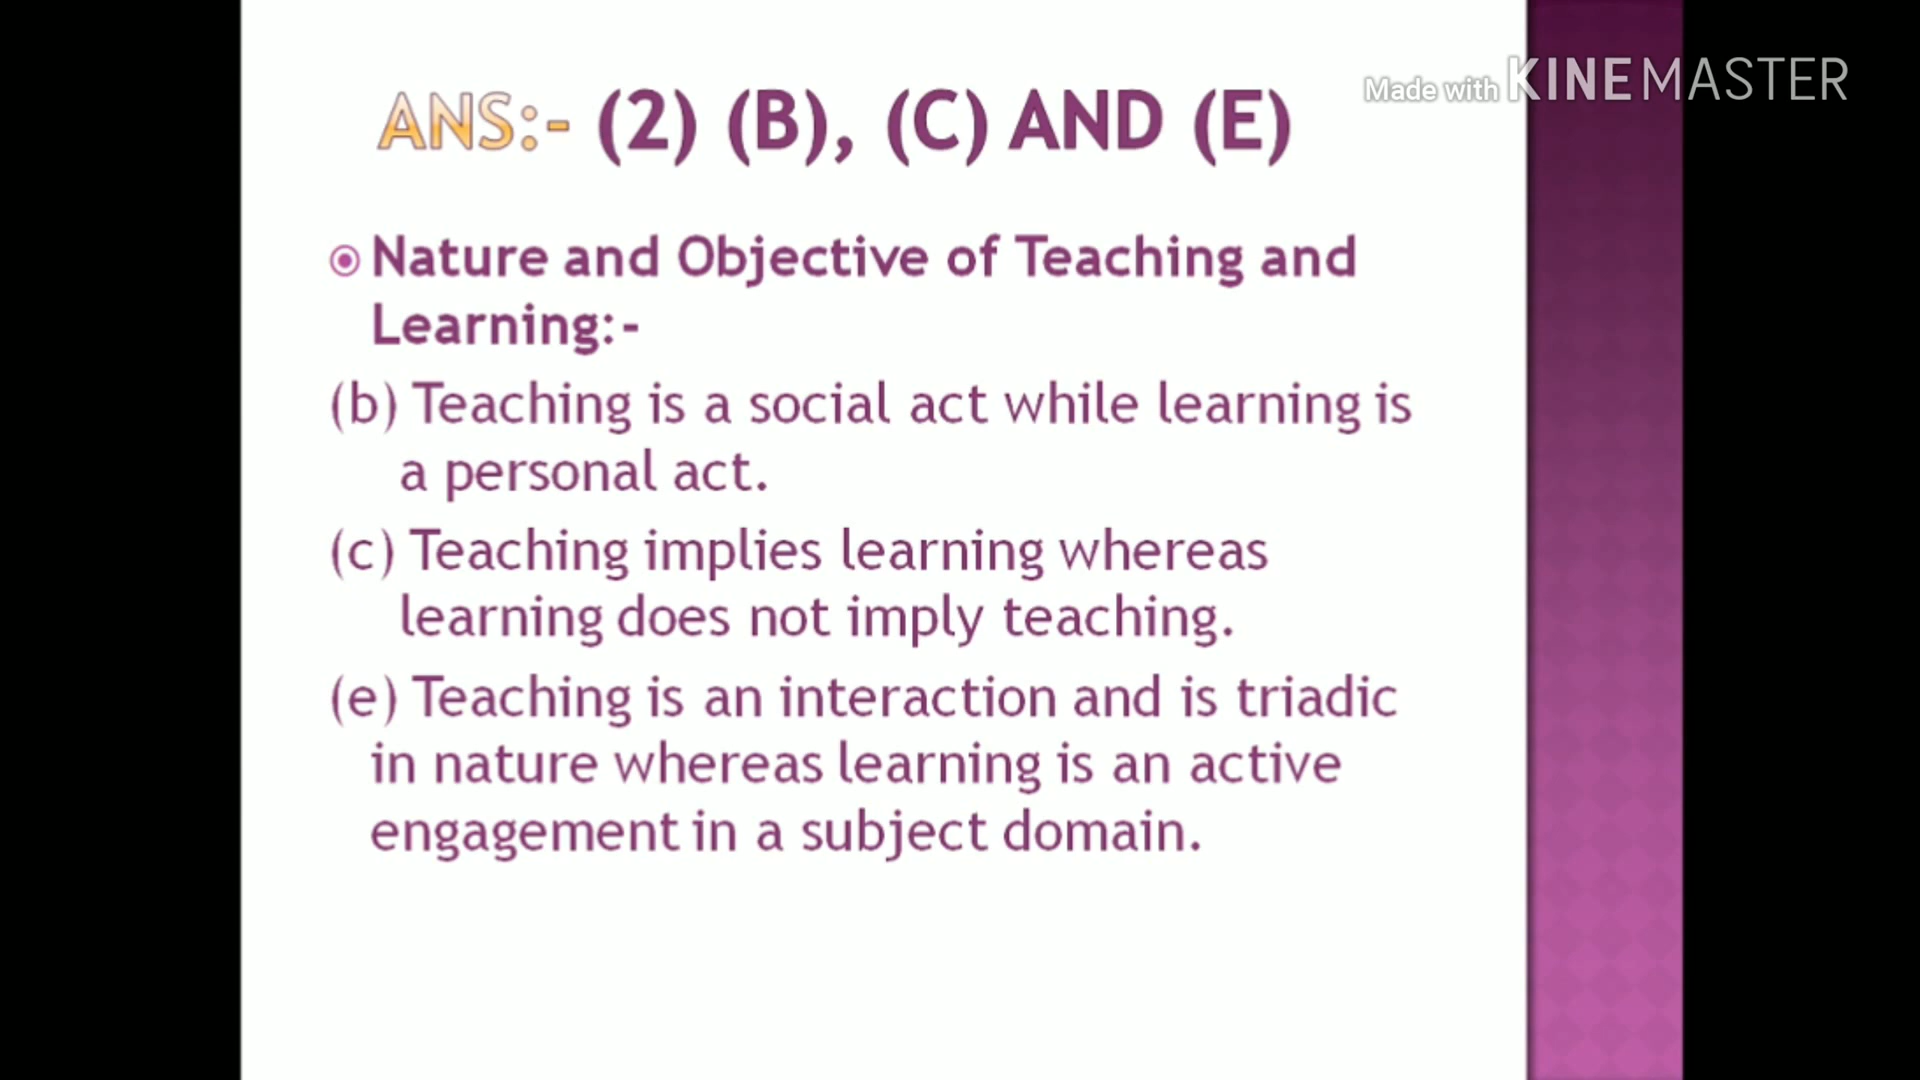 Made with KINEMASTER
ANS:- (2) (B), (C) AND (E)
Nature and Objective of Teaching and
Learning:-
(b) Teaching is a social act while learning is
a personal act.
(c) Teaching implies learning whereas
learning does not imply teaching.
(e) Teaching is an interaction and is triadic
in nature whereas learning is an active
engagement in a subject domain.